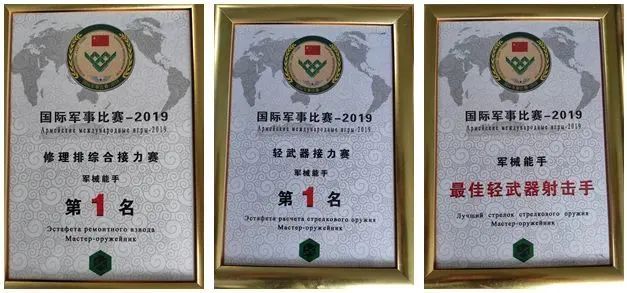 国际军事比赛-2019
Армейские международные игры-2019
修理排综合接力赛
军械能手
第1名
Эстафета ремонтного взвода
Мастер-оружейник
国际军事比赛-2019
Армейские международные игры-2019
轻武器接力赛
军械能手
第1名
Эстафета расчета стрелкового оружия
Мастер-оружейник
国际军事比赛-2019
Армейские международные игры-2019
军械能手
最佳轻武器射击手
Лучший стрелок стрелкового оружия
Мастер-оружейник